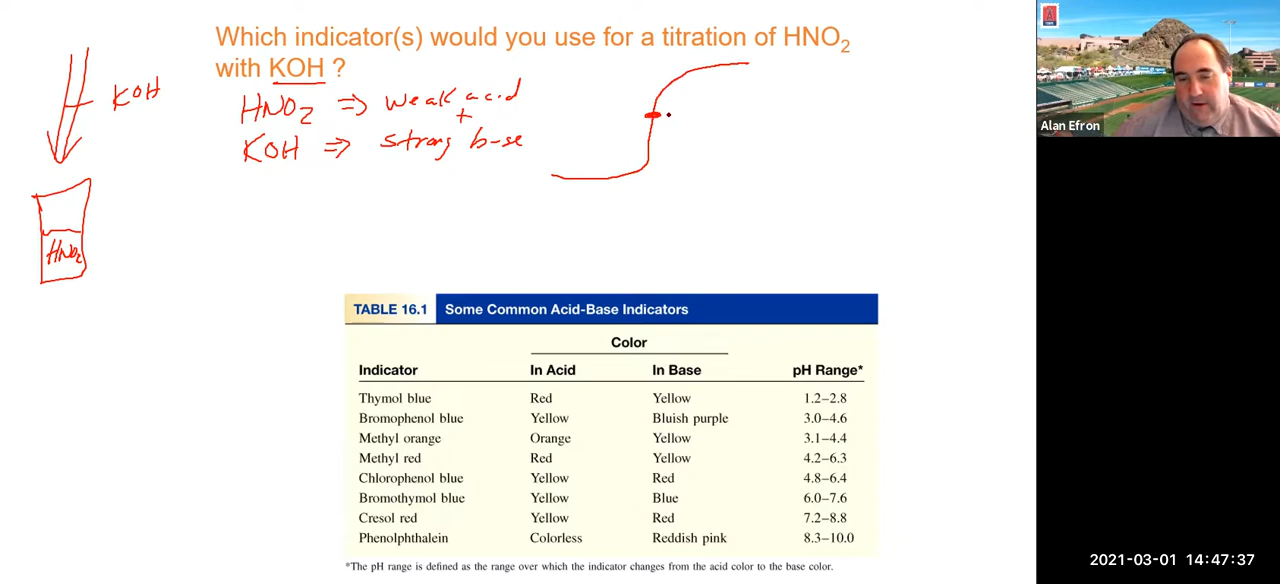 Which indicator(s) would you use for a titration of HNO2
with KOH ?
KOH
HNO2 ⇒ weak acid
+
KOH ⇒ strong base
HNO2
TABLE 16.1 Some Common Acid-Base Indicators
Color
Indicator In Acid In Base pH Range*
Thymol blue Red Yellow 1.2–2.8
Bromophenol blue Yellow Bluish purple 3.0–4.6
Methyl orange Orange Yellow 3.1–4.4
Methyl red Red Yellow 4.2–6.3
Chlorophenol blue Yellow Red 4.8–6.4
Bromothymol blue Yellow Blue 6.0–7.6
Cresol red Yellow Red 7.2–8.8
Phenolphthalein Colorless Reddish pink 8.3–10.0
*The pH range is defined as the range over which the indicator changes from the acid color to the base color.
Alan Efron
2021-03-01 14:47:37